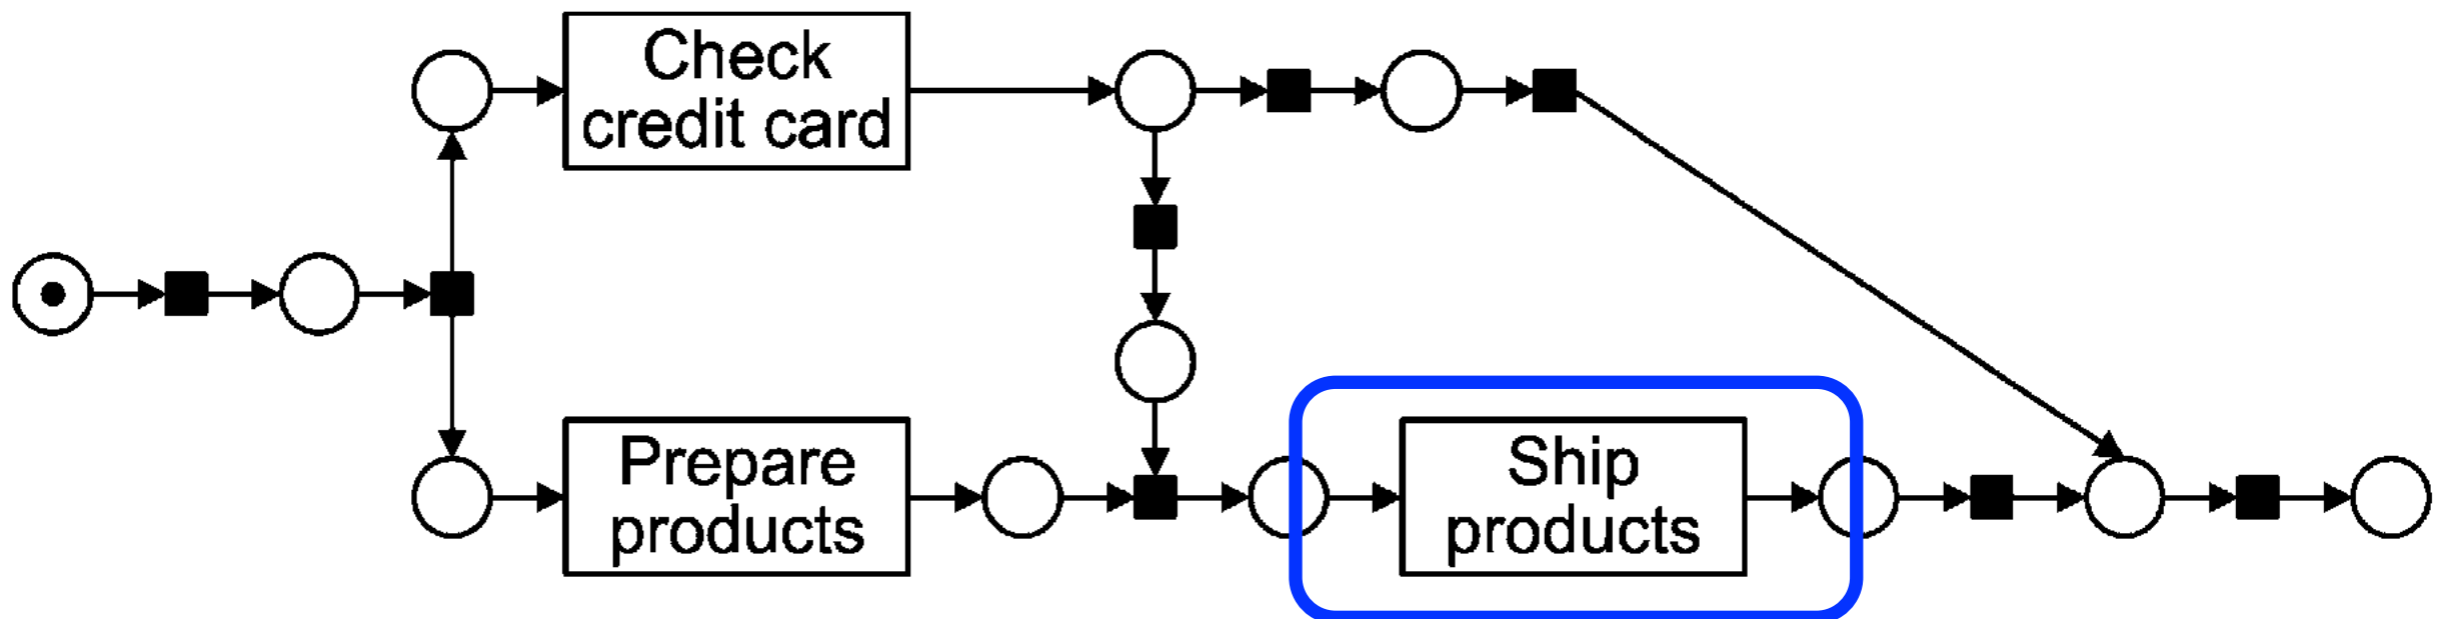 Check
credit card
Prepare
products
Ship
products